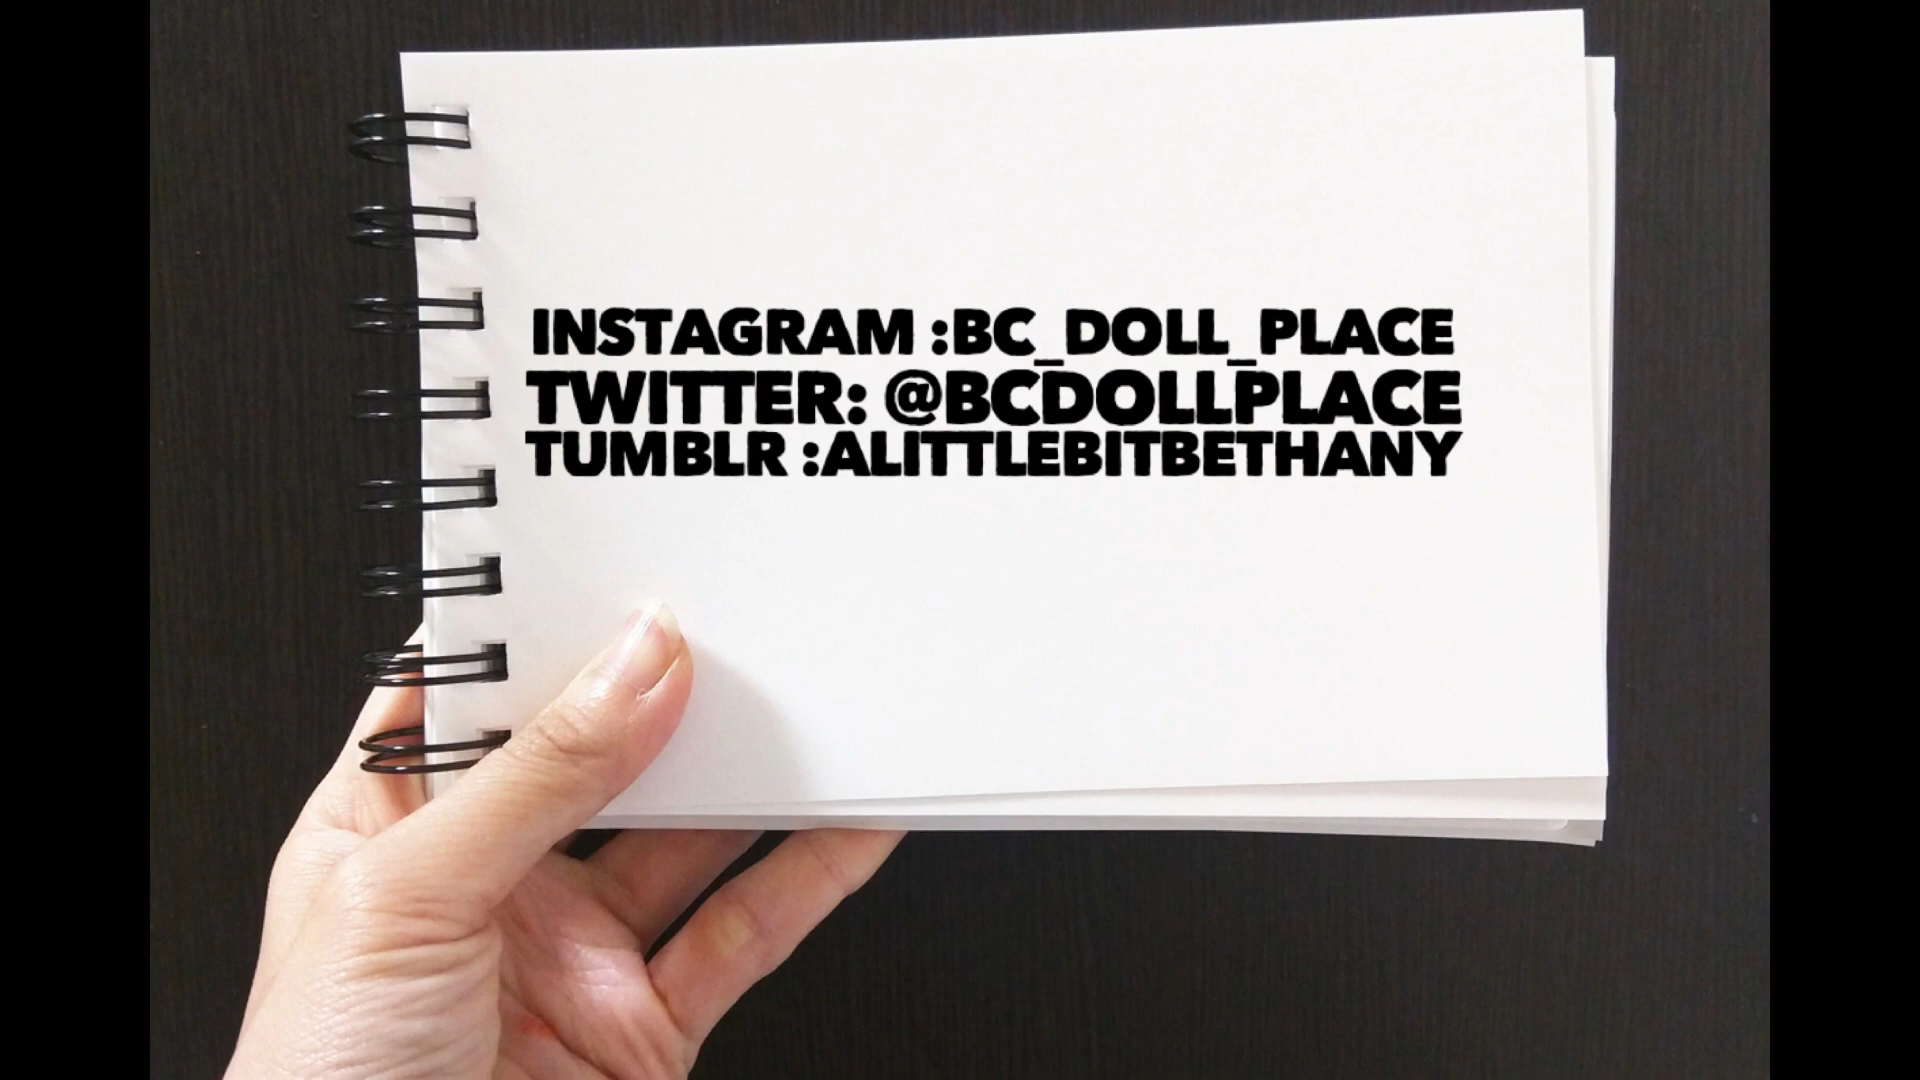 INSTAGRAM :BC_DOLL_PLACE
TWITTER: @BCDOLLPLACE
TUMBLR :ALITTLEBITBETHANY